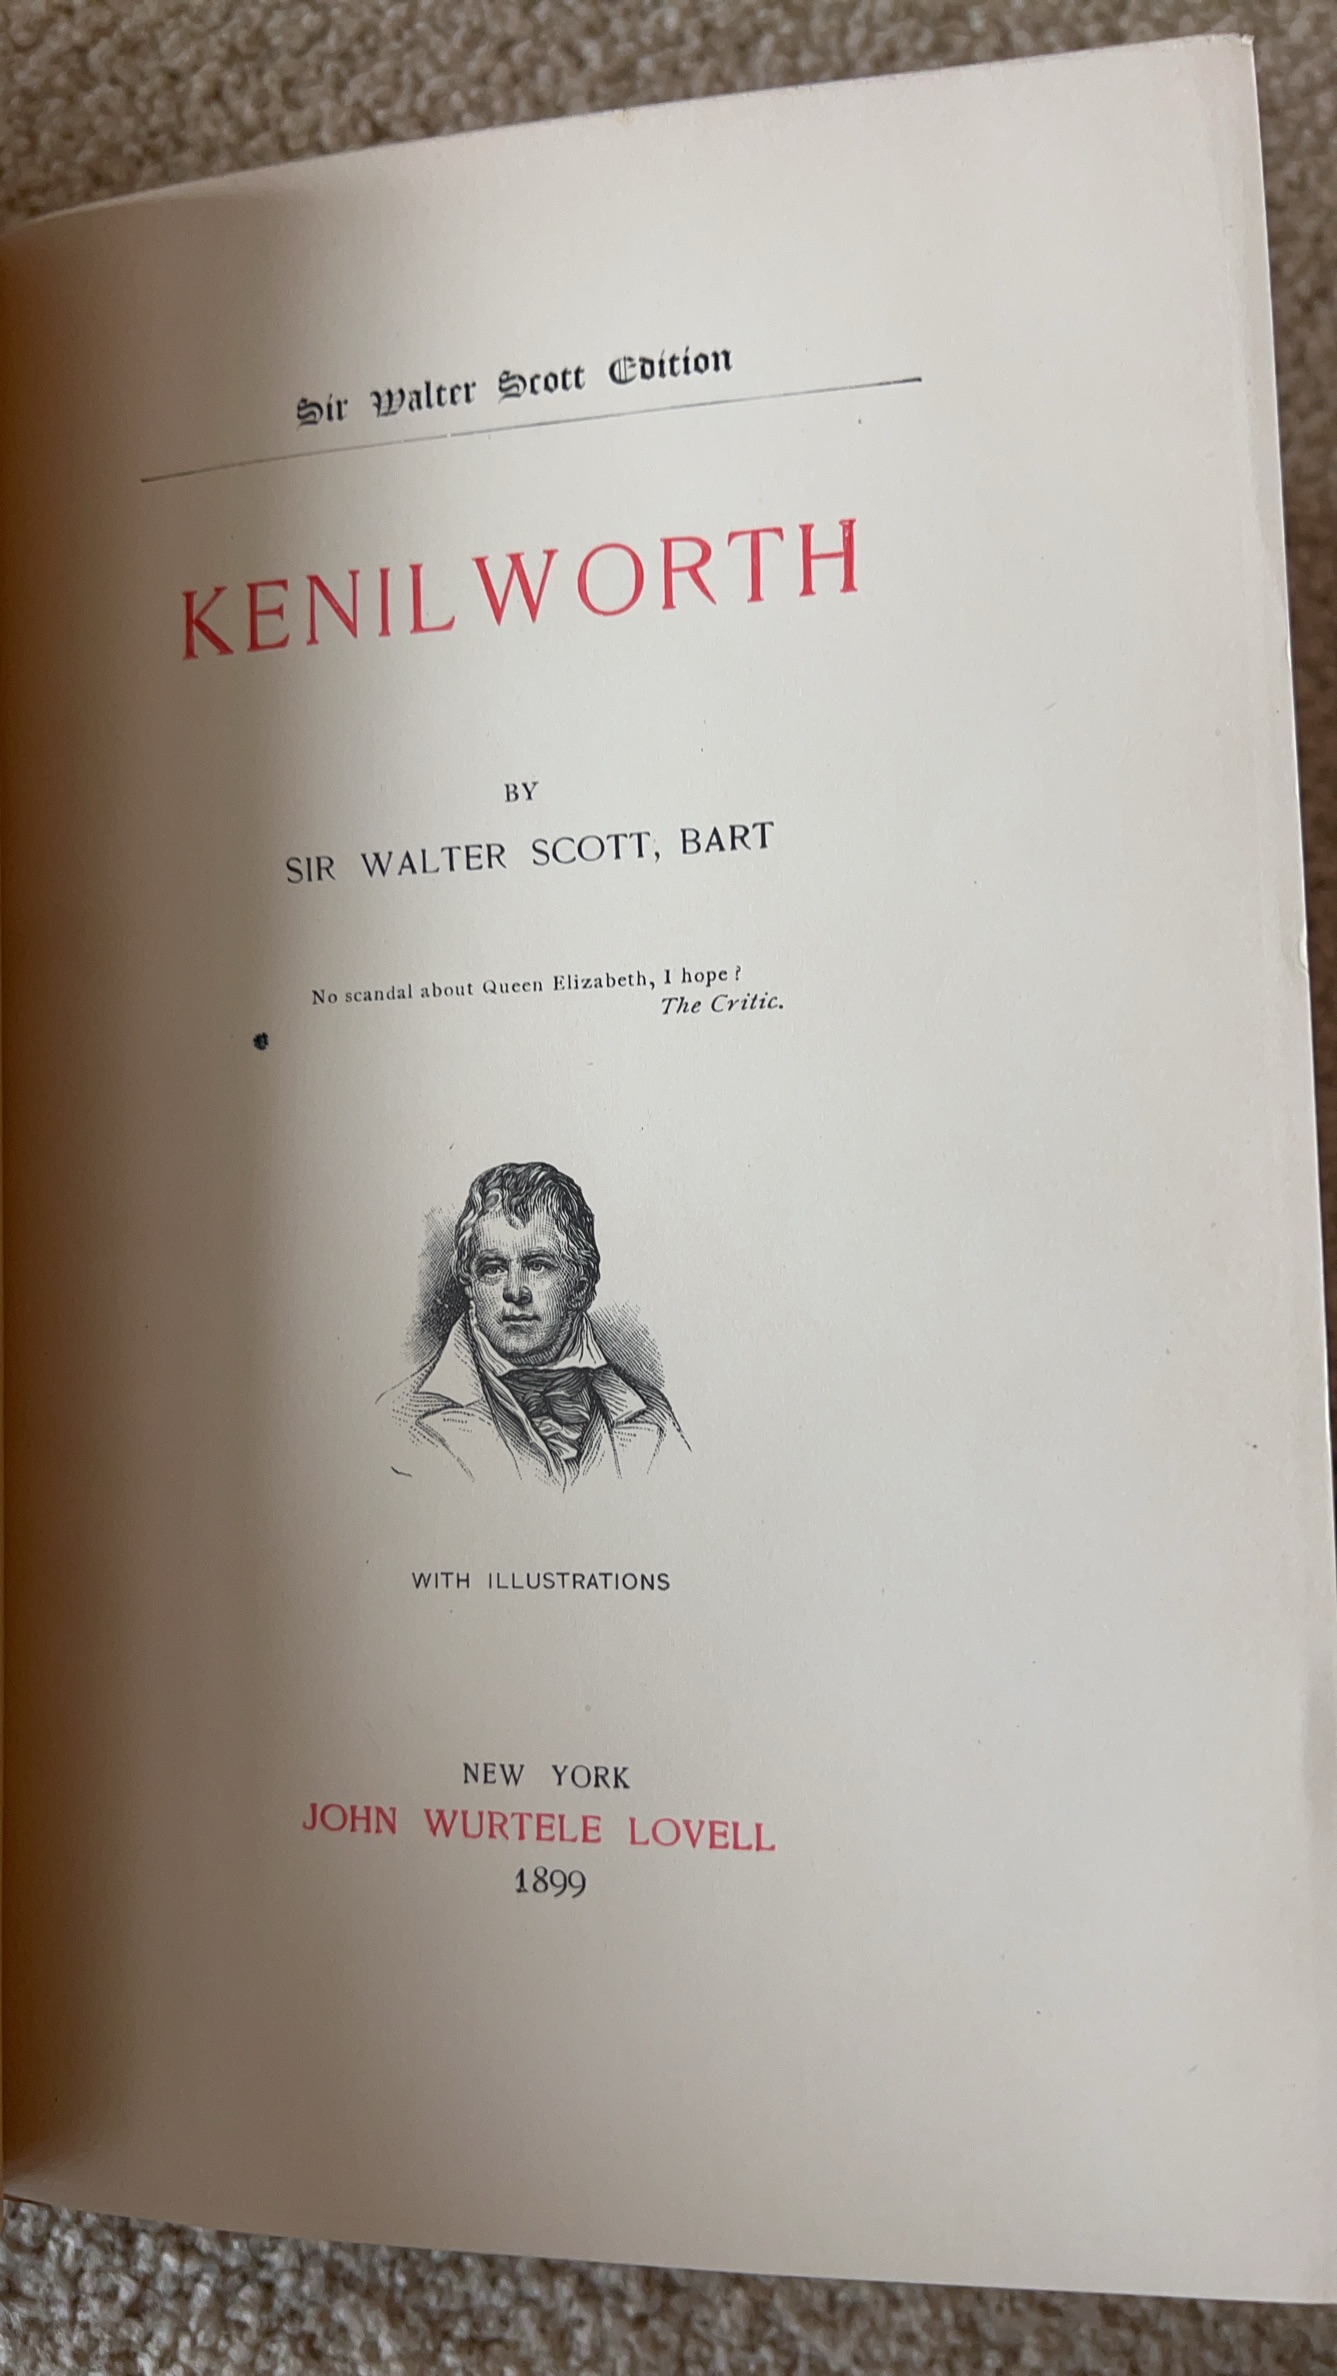 Sir Walter Scott Edition
KENILWORTH
BY
SIR WALTER SCOTT, BART
No scandal about Queen Elizabeth, I hope?
The Critic.
WITH ILLUSTRATIONS
NEW YORK
JOHN WURTELE LOVELL
1899